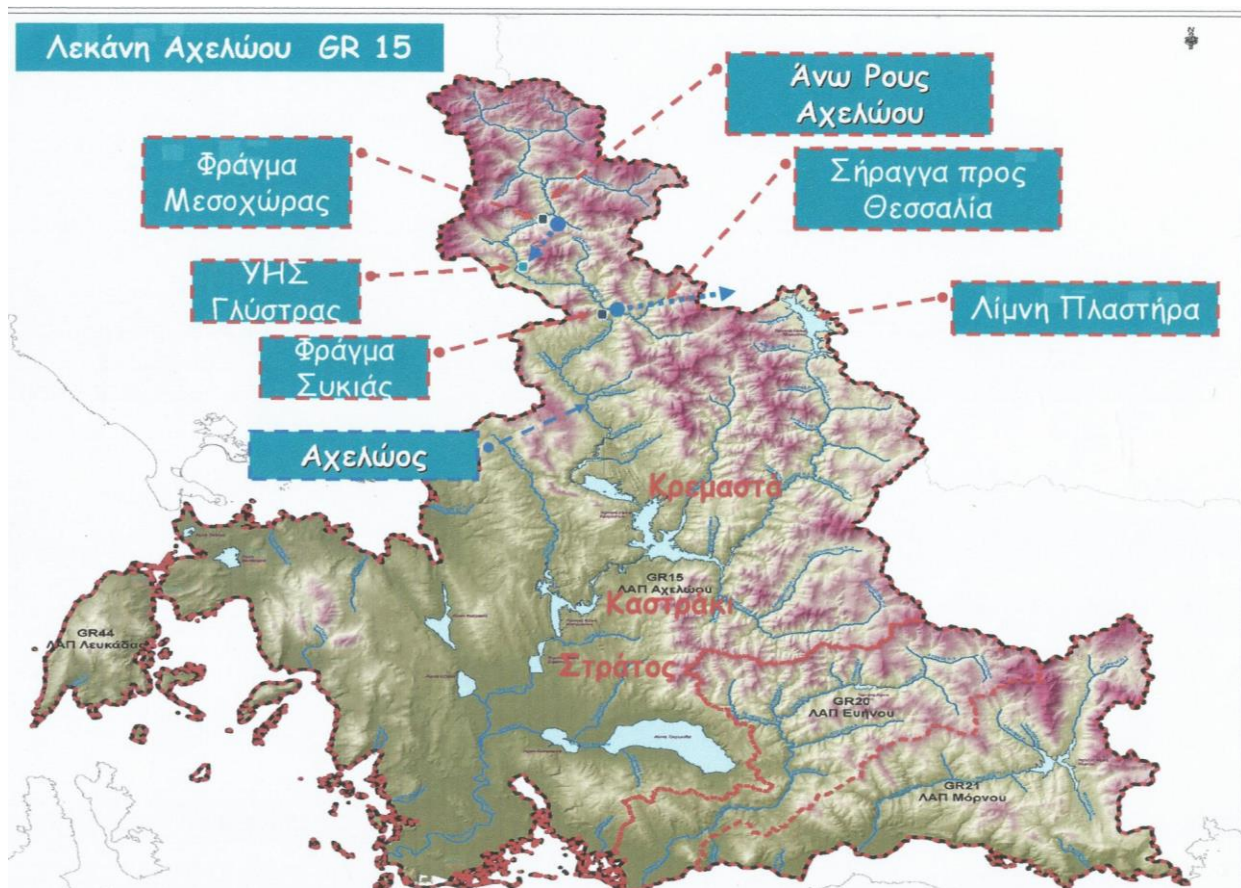 Λεκάνη Αχελώου GR 15
Άνω Ρους
Αχελώου
Φράγμα
Μεσοχώρας
Σήραγγα προς
Θεσσαλία
ΥΗΣ
Γλύστρας
Λίμνη Πλαστήρα
Φράγμα
Συκιάς
Αχελώος
Κρεμαστά
GR15
ΛΑΠ Αχελώου
Καστράκι
GR44
ΛΑΠ Λευκάδας
Στράτος
GR20
ΛΑΠ Ευήνου
GR21
ΛΑΠ Μόρνου